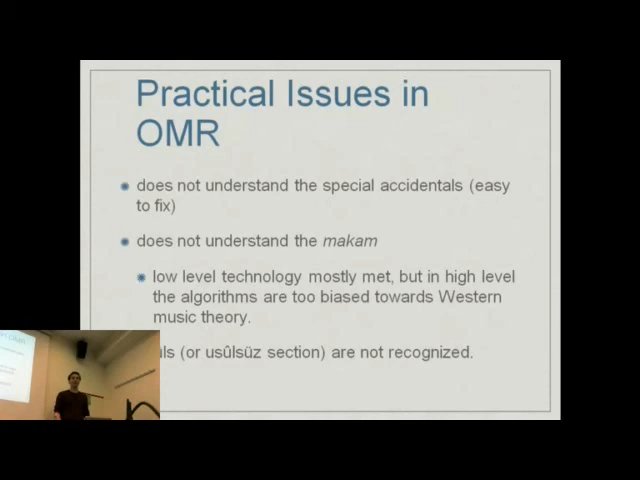 Practical Issues in
OMR
does not understand the special accidentals (easy
to fix)
does not understand the makam
low level technology mostly met, but in high level
the algorithms are too biased towards Western
music theory.
(or usûlsüz section) are not recognized.